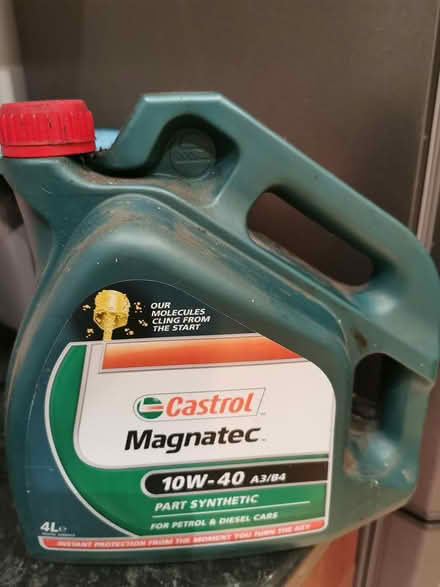 OUR
MOLECULES
CLING FROM
THE START
Castrol
Magnatec
10W-40 A3/B4
PART SYNTHETIC
FOR PETROL & DIESEL CARS
4Le
INSTANT PROTECTION FROM THE MOMENT YOU TURN THE KEY